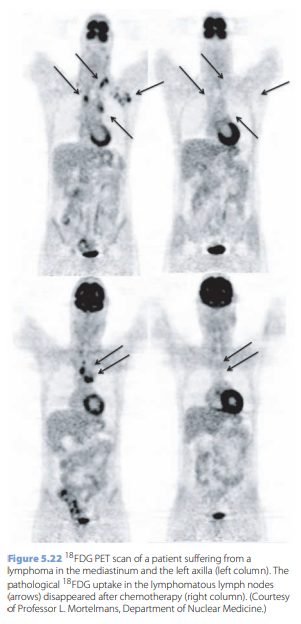 Figure 5.22 ¹⁸FDG PET scan of a patient suffering from a
lymphoma in the mediastinum and the left axilla (left column). The
pathological ¹⁸FDG uptake in the lymphomatous lymph nodes
(arrows) disappeared after chemotherapy (right column). (Courtesy
of Professor L. Mortelmans, Department of Nuclear Medicine.)